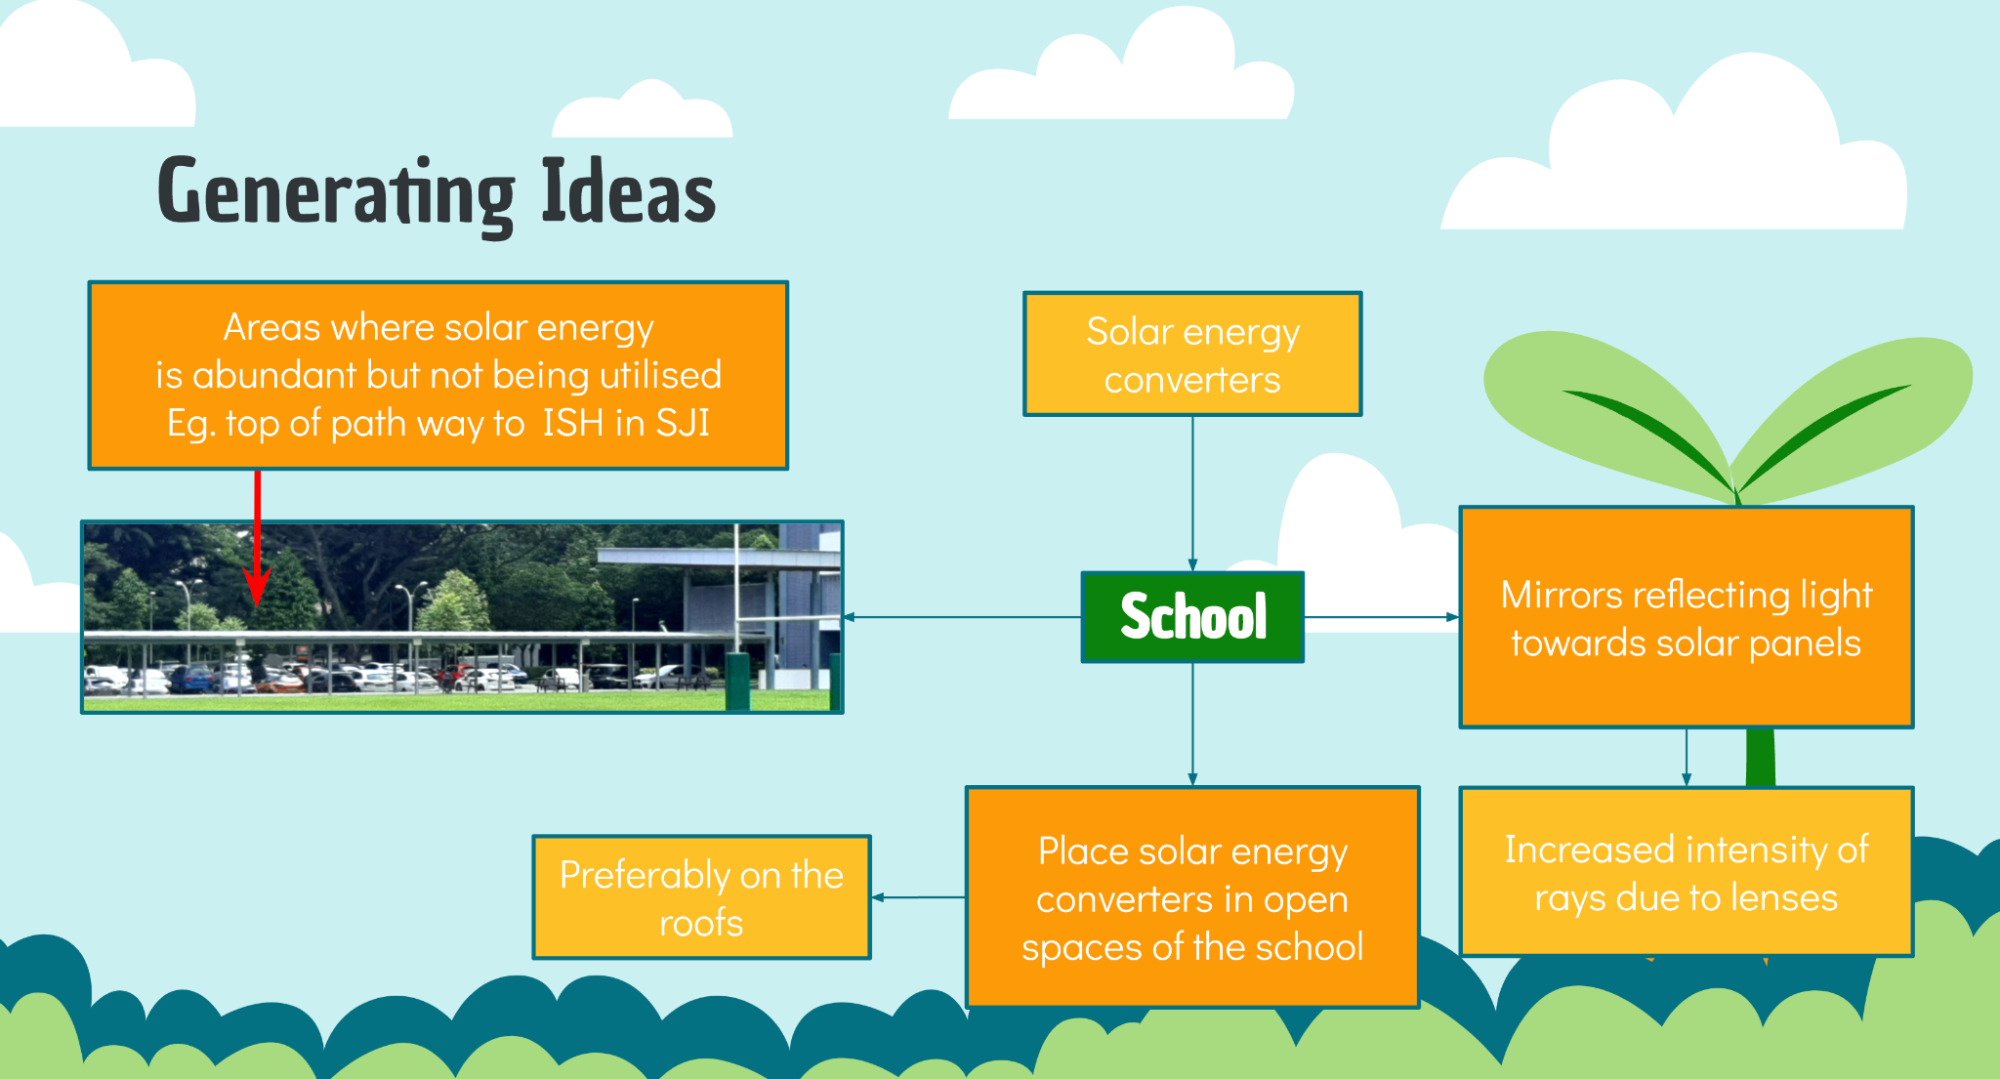 Generating Ideas
Areas where solar energy
is abundant but not being utilised
Eg. top of path way to ISH in SJI
Solar energy
converters
School
Mirrors reflecting light
towards solar panels
Increased intensity of
rays due to lenses
Place solar energy
converters in open
spaces of the school
Preferably on the
roofs